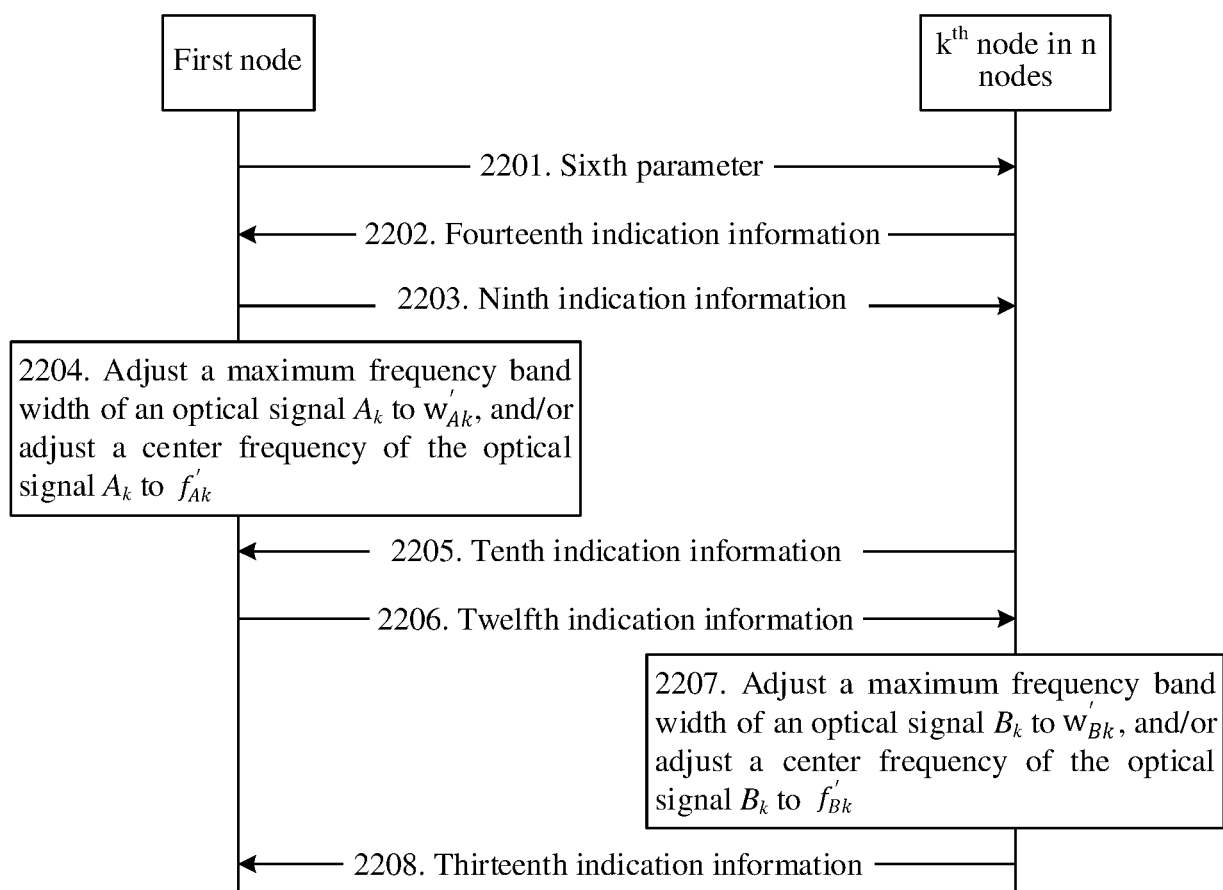 First node
kth node in n
nodes
2201. Sixth parameter
2202. Fourteenth indication information
2203. Ninth indication information
2204. Adjust a maximum frequency band
width of an optical signal Ak to w'Ak, and/or
adjust a center frequency of the optical
signal Ak to f'Ak
2205. Tenth indication information
2206. Twelfth indication information
2207. Adjust a maximum frequency band
width of an optical signal Bk to w'Bk, and/or
adjust a center frequency of the optical
signal Bk to f'Bk
2208. Thirteenth indication information